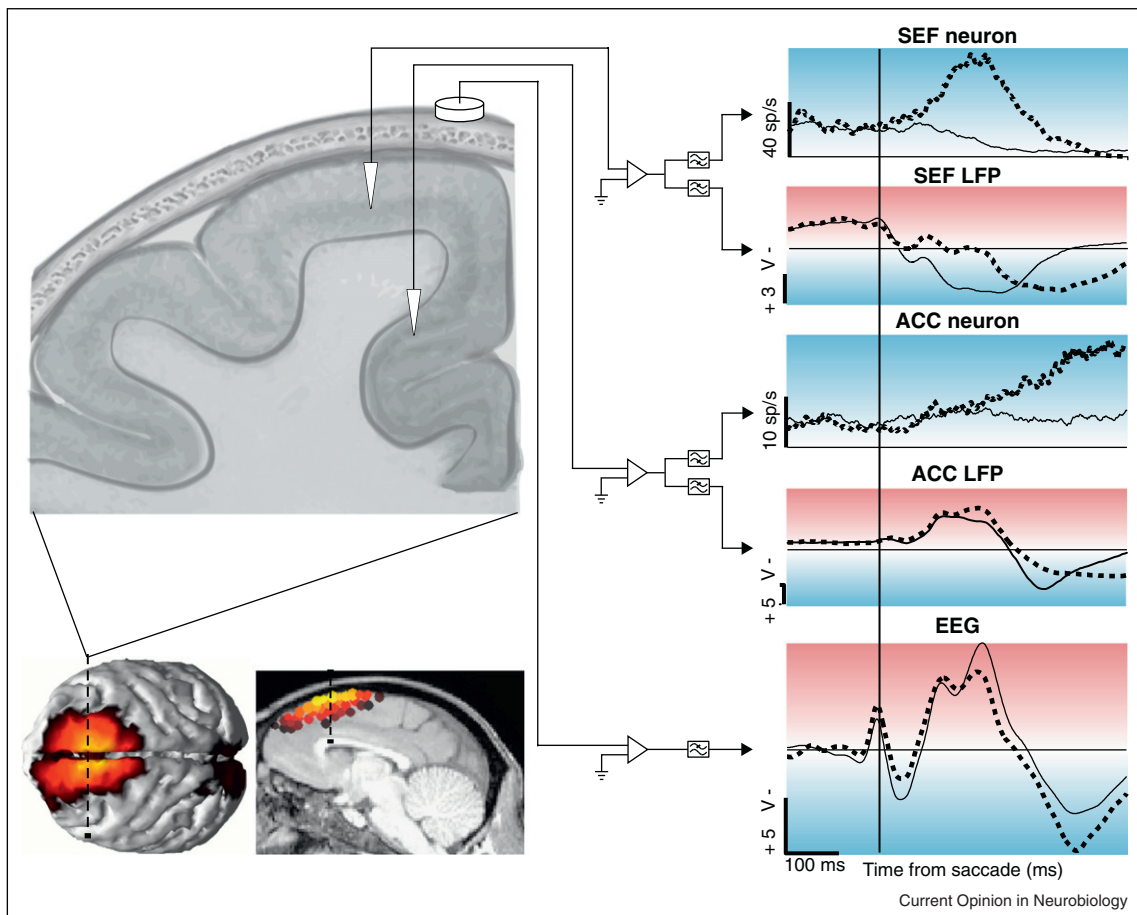 SEF neuron
40 sp/s
SEF LFP
+ 3 V -
ACC neuron
10 sp/s
ACC LFP
+ 5 V -
EEG
+ 5 V -
100 ms
Time from saccade (ms)
Current Opinion in Neurobiology